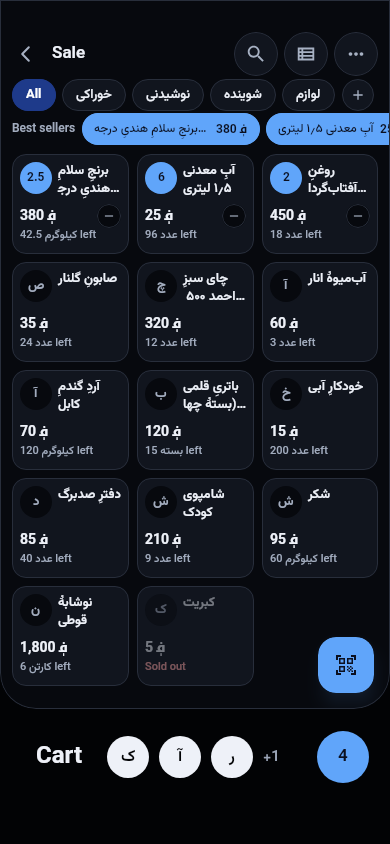 Sale
All خوراکی نوشیدنی شوینده لوازم +
Best sellers برنجِ سلامِ هندیِ درجه... 380 ؋ آبِ معدنی ۱٫۵ لیتری
2.5 برنجِ سلامِ
هندیِ درجـ...
380 ؋
42.5 کیلوگرم left
6 آبِ معدنی
۱٫۵ لیتری
25 ؋
96 عدد left
2 روغنِ
آفتاب‌گردا...
450 ؋
18 عدد left
ص صابونِ گلنار
35 ؋
24 عدد left
چ چای سبزِ
احمد ۵۰۰...
320 ؋
12 عدد left
آ آب‌میوهٔ انار
60 ؋
3 عدد left
آ آردِ گندمِ
کابل
70 ؋
120 کیلوگرم left
ب باتریِ قلمی
(بستهٔ چها...
120 ؋
15 بسته left
خ خودکارِ آبی
15 ؋
200 عدد left
د دفترِ صدبرگ
85 ؋
40 عدد left
ش شامپوی
کودک
210 ؋
9 عدد left
ش شکر
95 ؋
60 کیلوگرم left
ن نوشابهٔ
قوطی
1,800 ؋
6 کارتن left
ک کبریت
5 ؋
Sold out
Cart ک آ ر +1 4